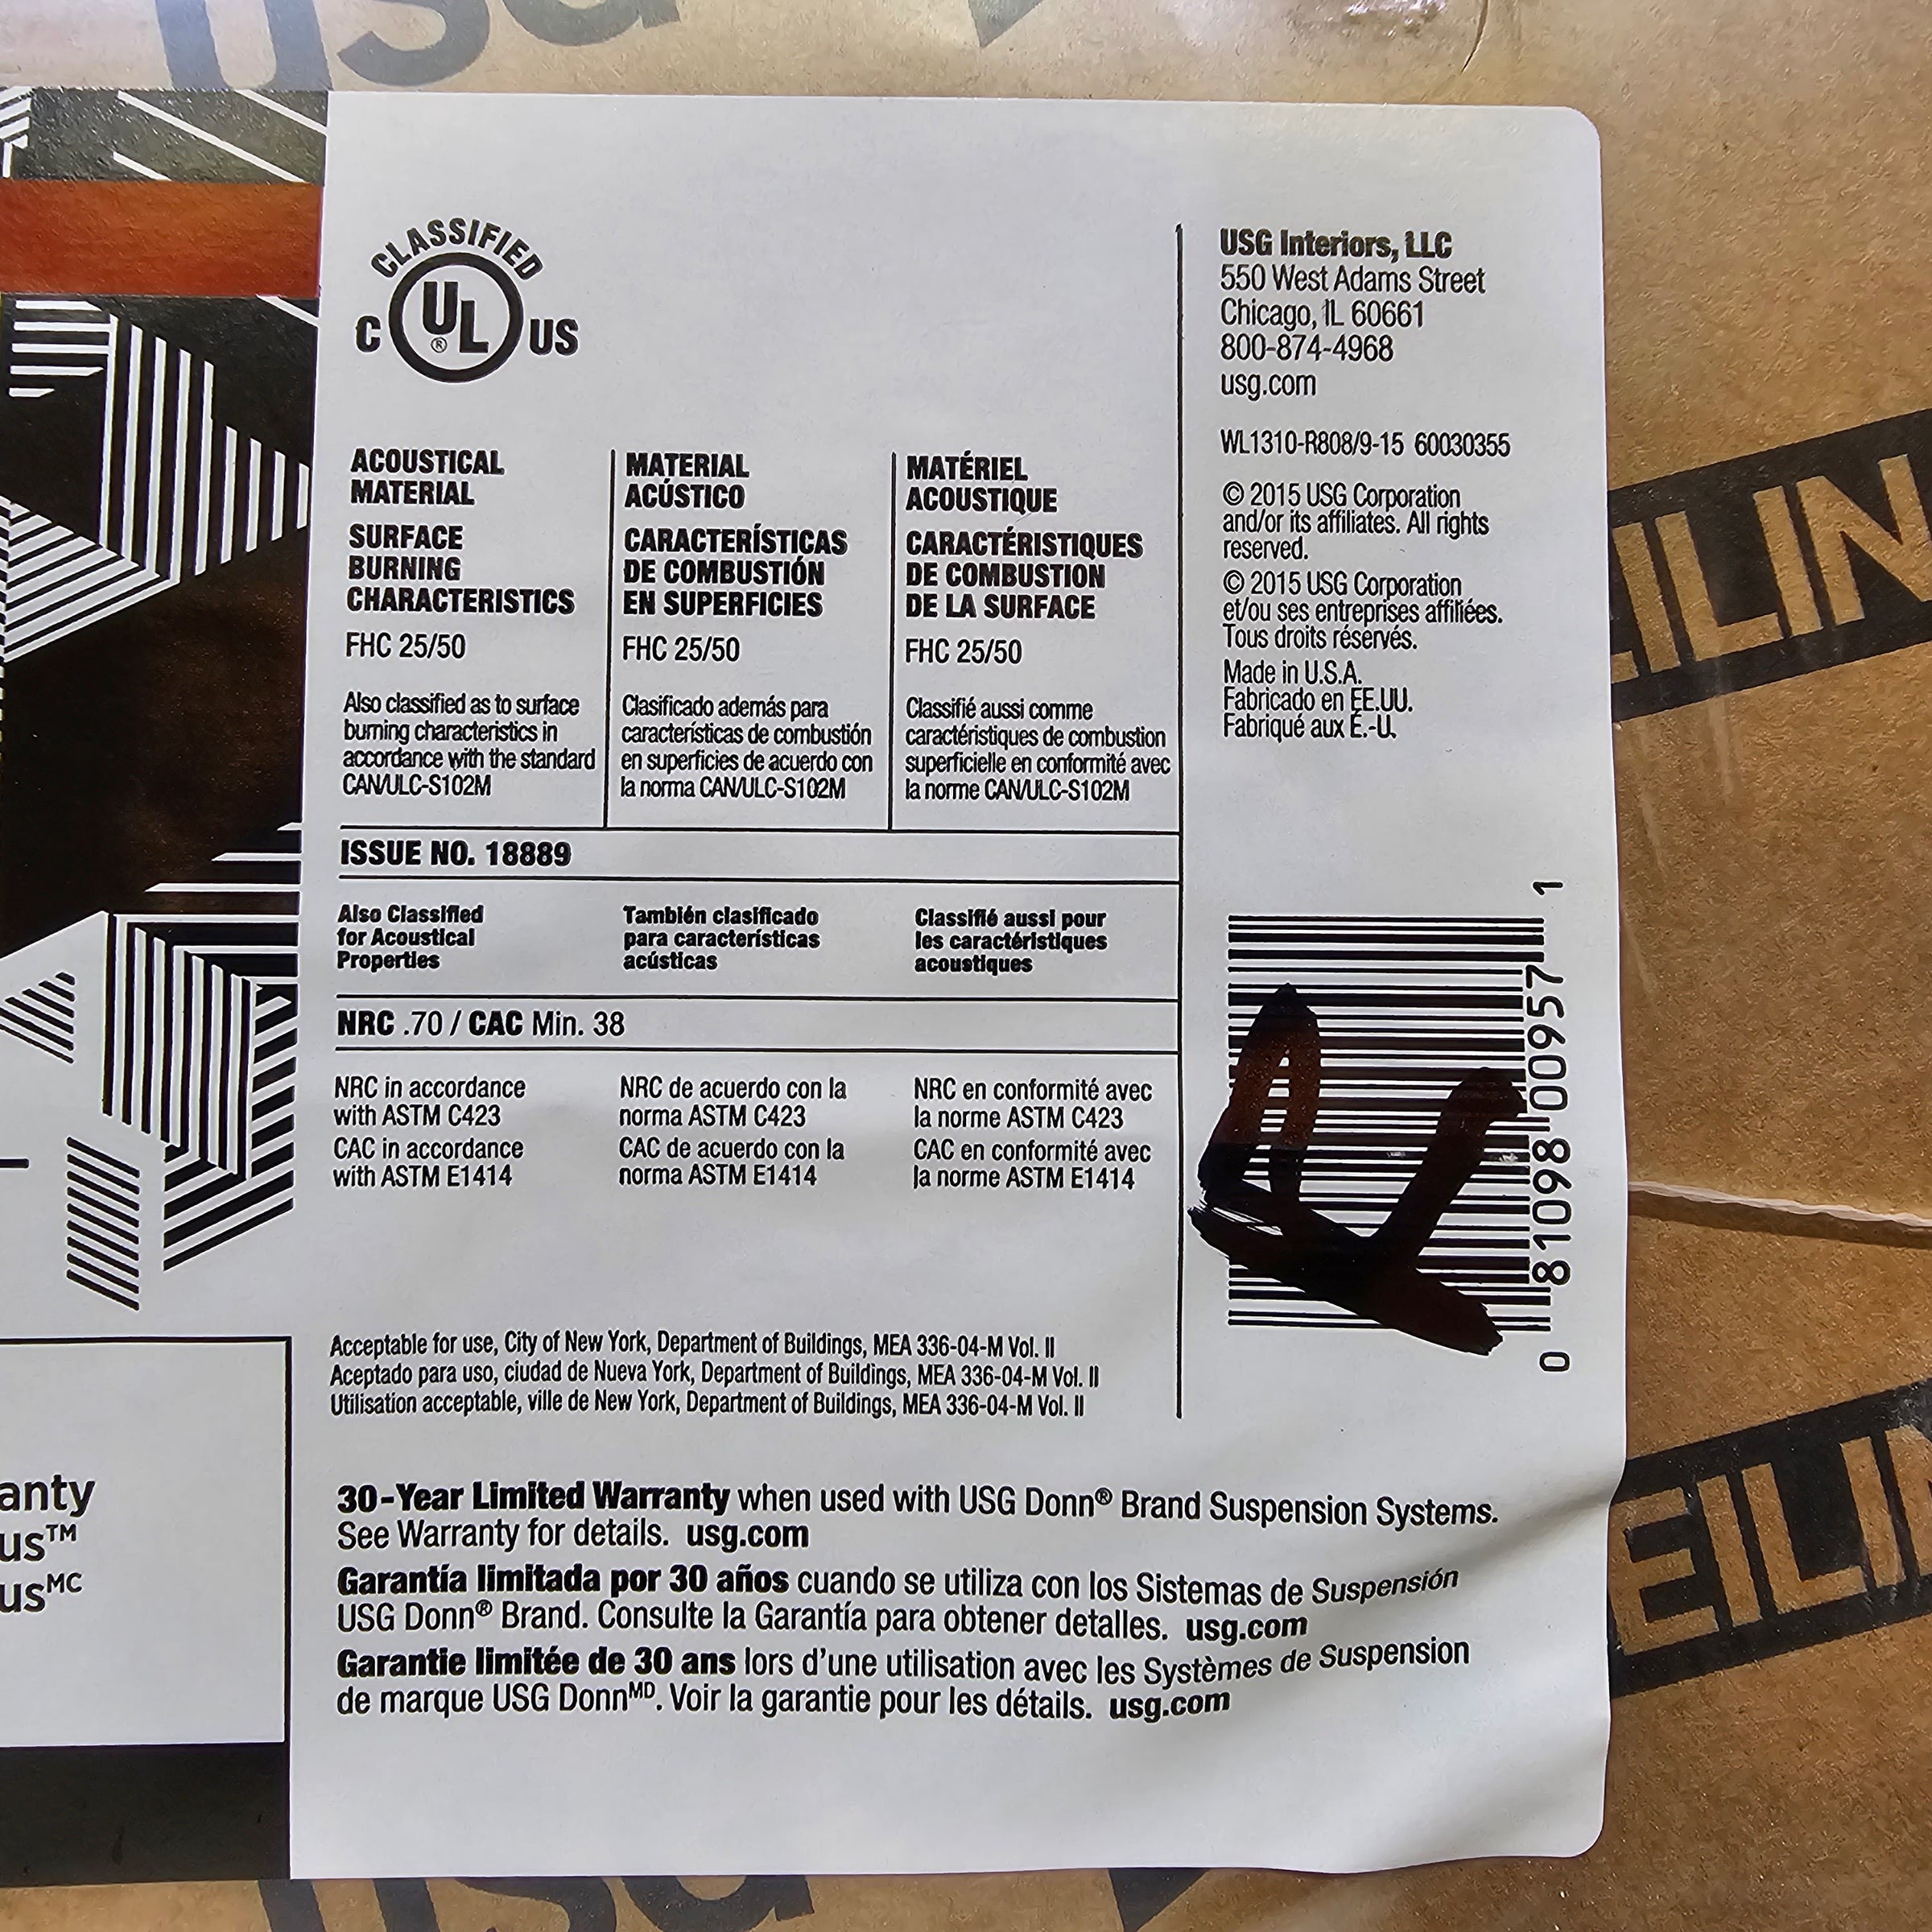 usg
CLASSIFIED
C UL® US
ACOUSTICAL
MATERIAL
SURFACE
BURNING
CHARACTERISTICS
FHC 25/50
Also classified as to surface
burning characteristics in
accordance with the standard
CAN/ULC-S102M
MATERIAL
ACÚSTICO
CARACTERÍSTICAS
DE COMBUSTIÓN
EN SUPERFICIES
FHC 25/50
Clasificado además para
características de combustión
en superficies de acuerdo con
la norma CAN/ULC-S102M
MATÉRIEL
ACOUSTIQUE
CARACTÉRISTIQUES
DE COMBUSTION
DE LA SURFACE
FHC 25/50
Classifié aussi comme
caractéristiques de combustion
superficielle en conformité avec
la norme CAN/ULC-S102M
ISSUE NO. 18889
Also Classified
for Acoustical
Properties
También clasificado
para características
acústicas
Classifié aussi pour
les caractéristiques
acoustiques
NRC .70 / CAC Min. 38
NRC in accordance
with ASTM C423
CAC in accordance
with ASTM E1414
NRC de acuerdo con la
norma ASTM C423
CAC de acuerdo con la
norma ASTM E1414
NRC en conformité avec
la norme ASTM C423
CAC en conformité avec
la norme ASTM E1414
Acceptable for use, City of New York, Department of Buildings, MEA 336-04-M Vol. II
Aceptado para uso, ciudad de Nueva York, Department of Buildings, MEA 336-04-M Vol. II
Utilisation acceptable, ville de New York, Department of Buildings, MEA 336-04-M Vol. II
USG Interiors, LLC
550 West Adams Street
Chicago, IL 60661
800-874-4968
usg.com
WL1310-R808/9-15 60030355
© 2015 USG Corporation
and/or its affiliates. All rights
reserved.
© 2015 USG Corporation
et/ou ses entreprises affiliées.
Tous droits réservés.
Made in U.S.A.
Fabricado en EE.UU.
Fabriqué aux É.-U.
0 81098 00957 1
30-Year Limited Warranty when used with USG Donn® Brand Suspension Systems.
See Warranty for details. usg.com
Garantía limitada por 30 años cuando se utiliza con los Sistemas de Suspensión
USG Donn® Brand. Consulte la Garantía para obtener detalles. usg.com
Garantie limitée de 30 ans lors d'une utilisation avec les Systèmes de Suspension
de marque USG Donn MD. Voir la garantie pour les détails. usg.com
anty
us™
usMC
EILIN
EILIN
usg